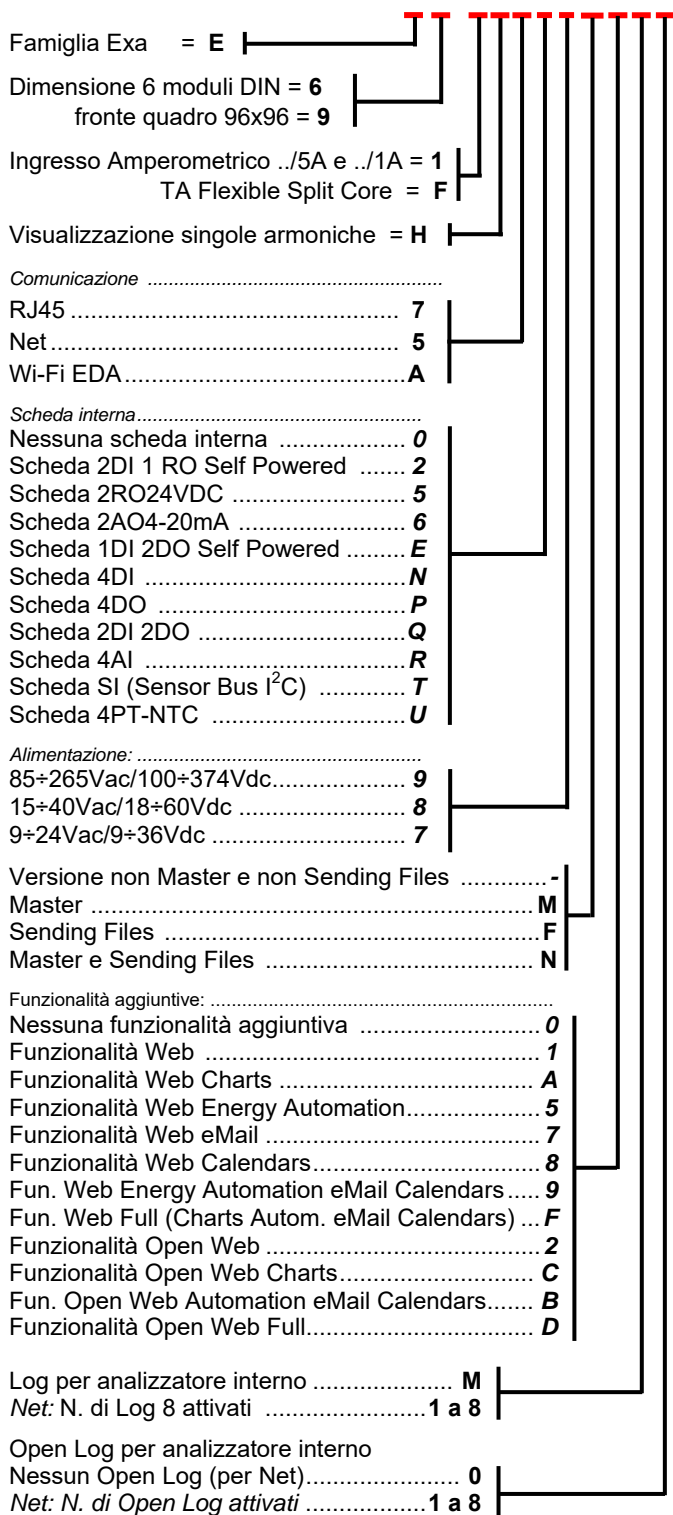 Famiglia Exa = E
Dimensione 6 moduli DIN = 6
fronte quadro 96x96 = 9
Ingresso Amperometrico ../5A e ../1A = 1
TA Flexible Split Core = F
Visualizzazione singole armoniche = H
Comunicazione ........................................................
RJ45 ...................................... 7
Net ........................................ 5
Wi-Fi EDA ................................ A
Scheda interna ......................................................
Nessuna scheda interna ............... 0
Scheda 2DI 1 RO Self Powered ....... 2
Scheda 2RO24VDC ..................... 5
Scheda 2AO4-20mA .................... 6
Scheda 1DI 2DO Self Powered ........ E
Scheda 4DI ................................ N
Scheda 4DO ............................... P
Scheda 2DI 2DO ......................... Q
Scheda 4AI ................................ R
Scheda SI (Sensor Bus I²C) ............ T
Scheda 4PT-NTC ........................ U
Alimentazione: ......................................................
85÷265Vac/100÷374Vdc ................ 9
15÷40Vac/18÷60Vdc .................... 8
9÷24Vac/9÷36Vdc ....................... 7
Versione non Master e non Sending Files ............. -
Master ..................................................... M
Sending Files ............................................. F
Master e Sending Files ................................ N
Funzionalità aggiuntive: .................................................................
Nessuna funzionalità aggiuntiva ..................... 0
Funzionalità Web ........................................ 1
Funzionalità Web Charts ............................... A
Funzionalità Web Energy Automation ................ 5
Funzionalità Web eMail ................................. 7
Funzionalità Web Calendars ........................... 8
Fun. Web Energy Automation eMail Calendars ..... 9
Fun. Web Full (Charts Autom. eMail Calendars) ... F
Funzionalità Open Web ................................. 2
Funzionalità Open Web Charts ........................ C
Fun. Open Web Automation eMail Calendars ....... B
Funzionalità Open Web Full ............................ D
Log per analizzatore interno ................ M
Net: N. di Log 8 attivati ..................... 1 a 8
Open Log per analizzatore interno
Nessun Open Log (per Net) ...................... 0
Net: N. di Open Log attivati .................. 1 a 8